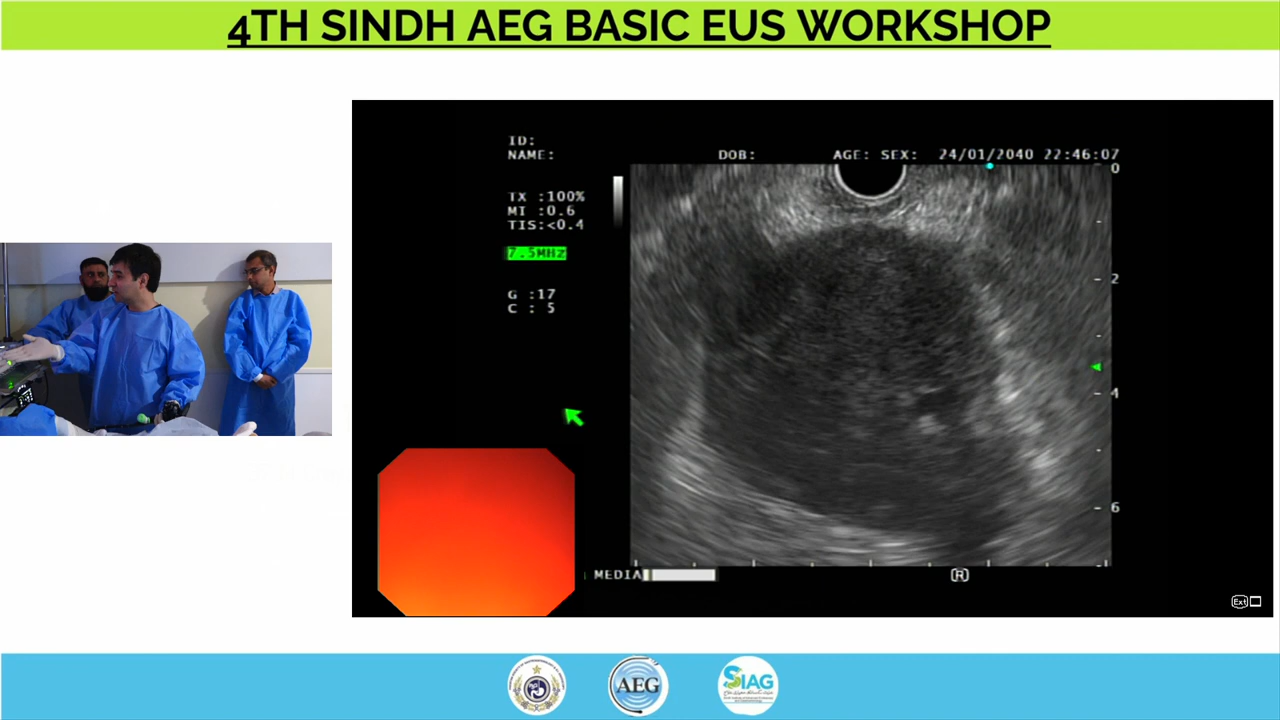 4TH SINDH AEG BASIC EUS WORKSHOP
ID:
NAME: DOB: AGE: SEX: 24/01/2040 22:46:07
0
TX :100%
MI :0.6
TIS:<0.4
7.5MHz
2
G :17
C : 5
4
6
MEDIA
R
Ext
AEG
SIAG